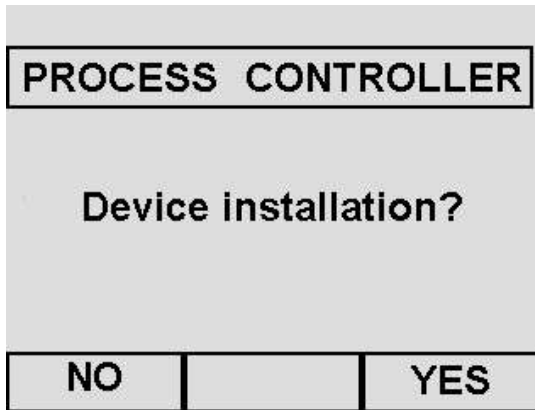 PROCESS CONTROLLER
Device installation?
NO YES